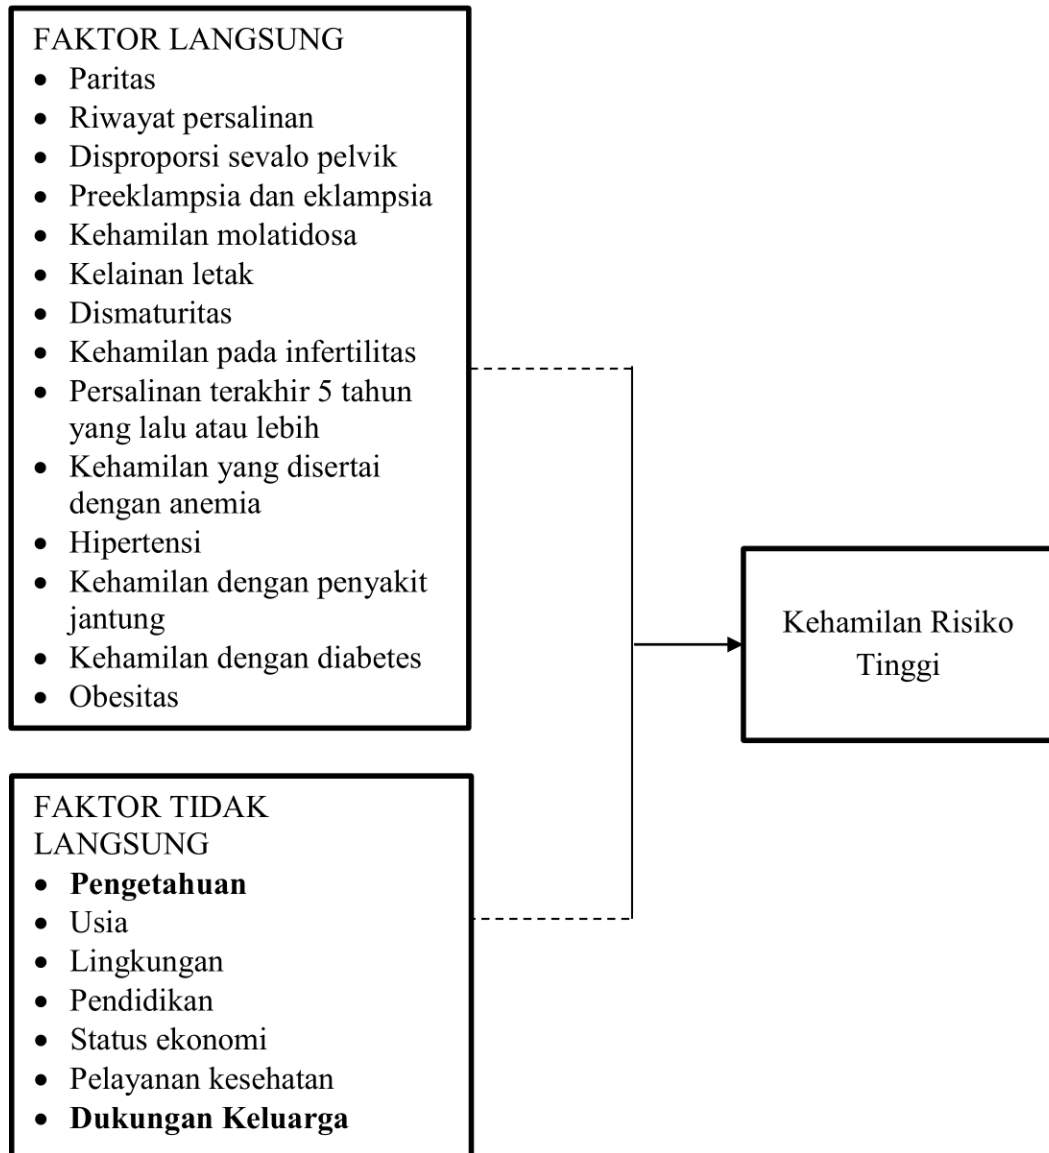 FAKTOR LANGSUNG
• Paritas
• Riwayat persalinan
• Disproporsi sevalo pelvik
• Preeklampsia dan eklampsia
• Kehamilan molatidosa
• Kelainan letak
• Dismaturitas
• Kehamilan pada infertilitas
• Persalinan terakhir 5 tahun
yang lalu atau lebih
• Kehamilan yang disertai
dengan anemia
• Hipertensi
• Kehamilan dengan penyakit
jantung
• Kehamilan dengan diabetes
• Obesitas
Kehamilan Risiko
Tinggi
FAKTOR TIDAK
LANGSUNG
• Pengetahuan
• Usia
• Lingkungan
• Pendidikan
• Status ekonomi
• Pelayanan kesehatan
• Dukungan Keluarga